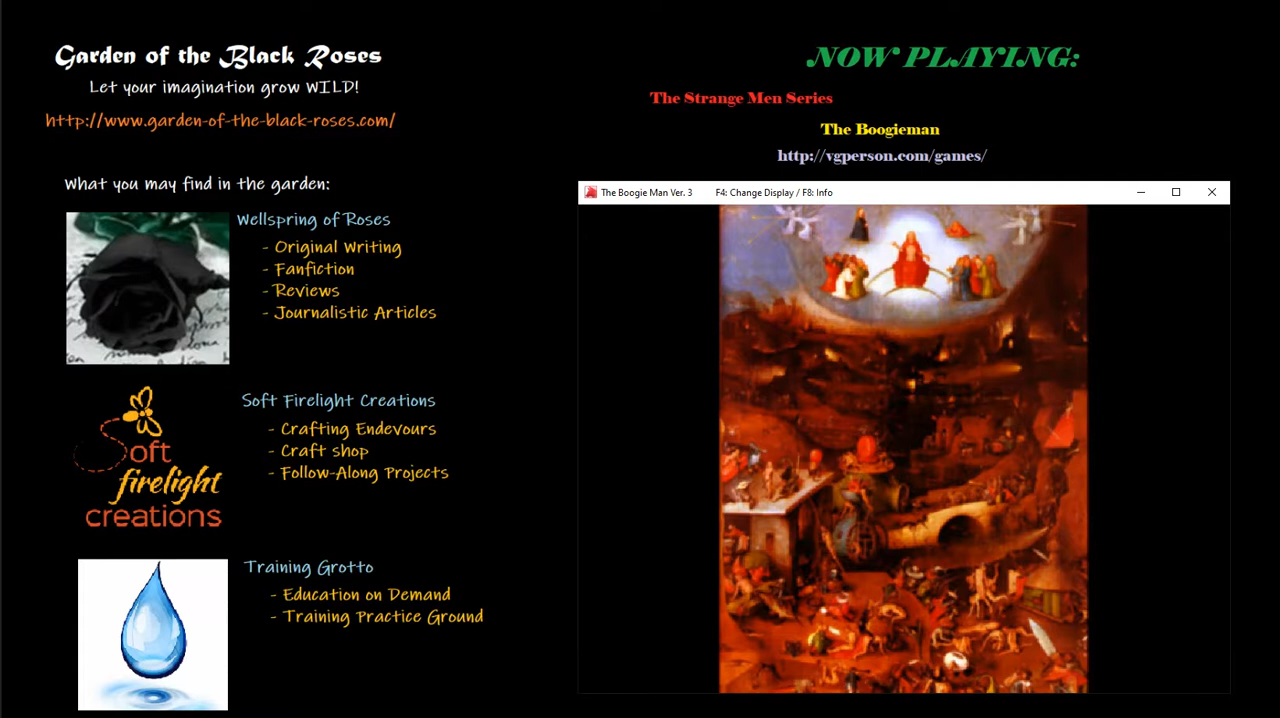 Garden of the Black Roses
Let your imagination grow WILD!
http://www.garden-of-the-black-roses.com/
What you may find in the garden:
Wellspring of Roses
- Original Writing
- Fanfiction
- Reviews
- Journalistic Articles
Soft Firelight Creations
- Crafting Endevours
- Craft shop
- Follow-Along Projects
Soft
firelight
creations
Training Grotto
- Education on Demand
- Training Practice Ground
NOW PLAYING:
The Strange Men Series
The Boogieman
http://vgperson.com/games/
The Boogie Man Ver. 3 F4: Change Display / F8: Info